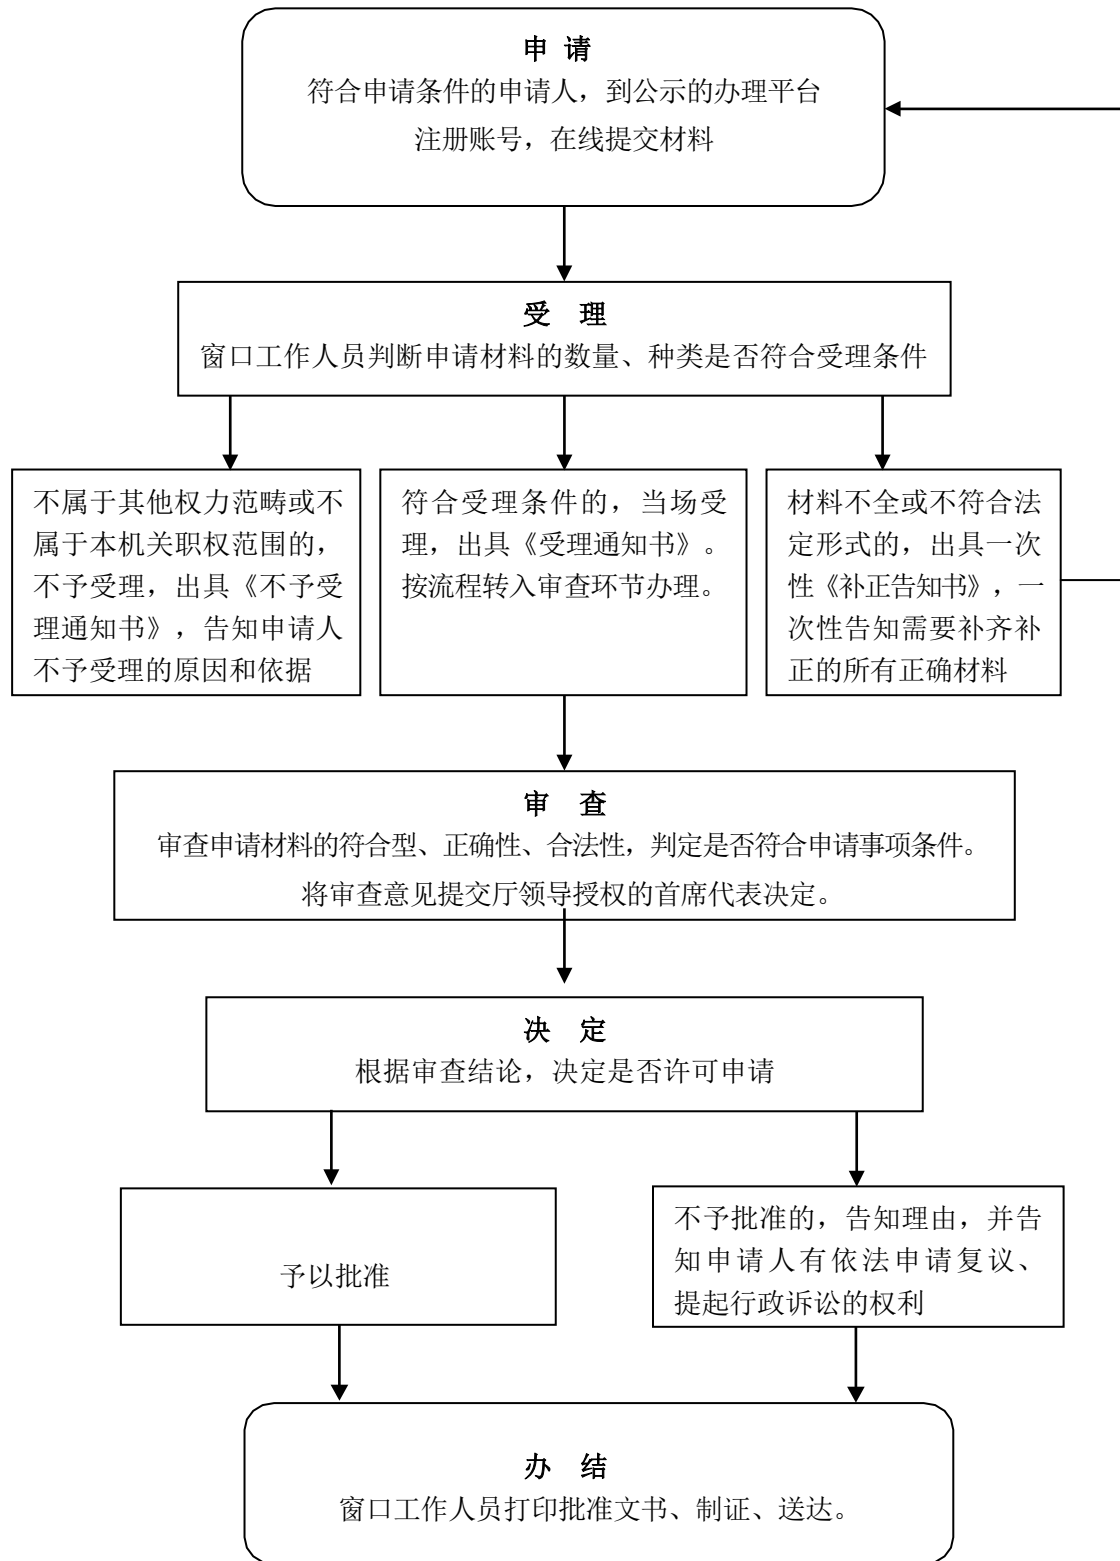 申 请
符合申请条件的申请人，到公示的办理平台
注册账号，在线提交材料
受 理
窗口工作人员判断申请材料的数量、种类是否符合受理条件
不属于其他权力范畴或不
属于本机关职权范围的，
不予受理，出具《不予受
理通知书》，告知申请人
不予受理的原因和依据
符合受理条件的，当场受
理，出具《受理通知书》。
按流程转入审查环节办理。
材料不全或不符合法
定形式的，出具一次
性《补正告知书》，一
次性告知需要补齐补
正的所有正确材料
审 查
审查申请材料的符合型、正确性、合法性，判定是否符合申请事项条件。
将审查意见提交厅领导授权的首席代表决定。
决 定
根据审查结论，决定是否许可申请
予以批准
不予批准的，告知理由，并告
知申请人有依法申请复议、
提起行政诉讼的权利
办 结
窗口工作人员打印批准文书、制证、送达。